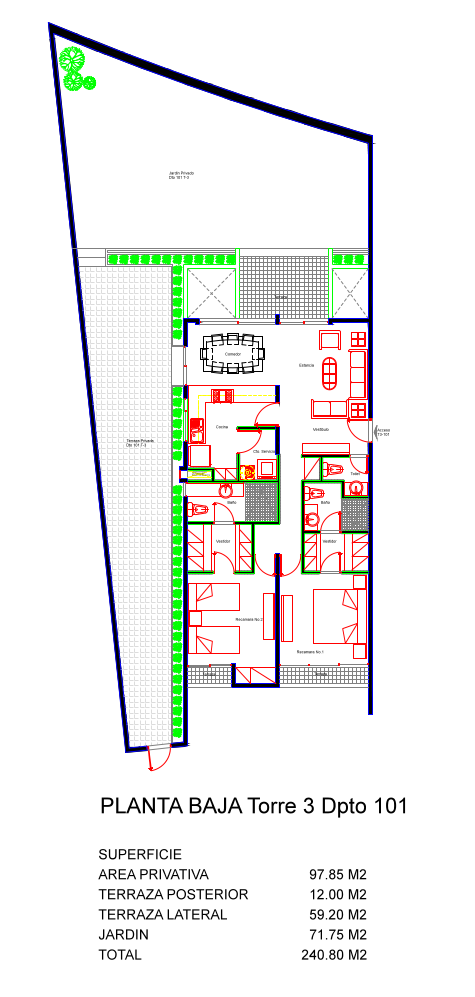 Jardin Privado
Dto 101 T-3
Terraza
Comedor
Estancia
Cocina
Vestibulo
Acceso
T3-101
Terraza Privado
Dto 101 T-3
Cto. Servicio
Toilet
Baño
Baño
Vestidor
Vestidor
Recamara No.2
Recamara No.1
Terraza
PLANTA BAJA Torre 3 Dpto 101
SUPERFICIE
AREA PRIVATIVA 97.85 M2
TERRAZA POSTERIOR 12.00 M2
TERRAZA LATERAL 59.20 M2
JARDIN 71.75 M2
TOTAL 240.80 M2